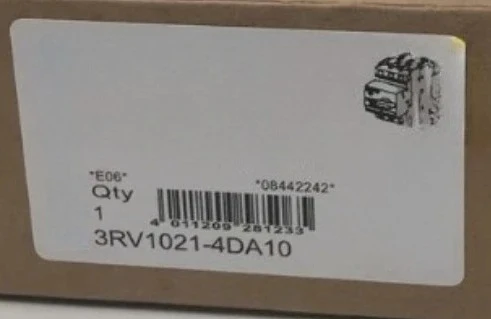 *E06* *08442242*
Qty
1
4 011209 281233
3RV1021-4DA10